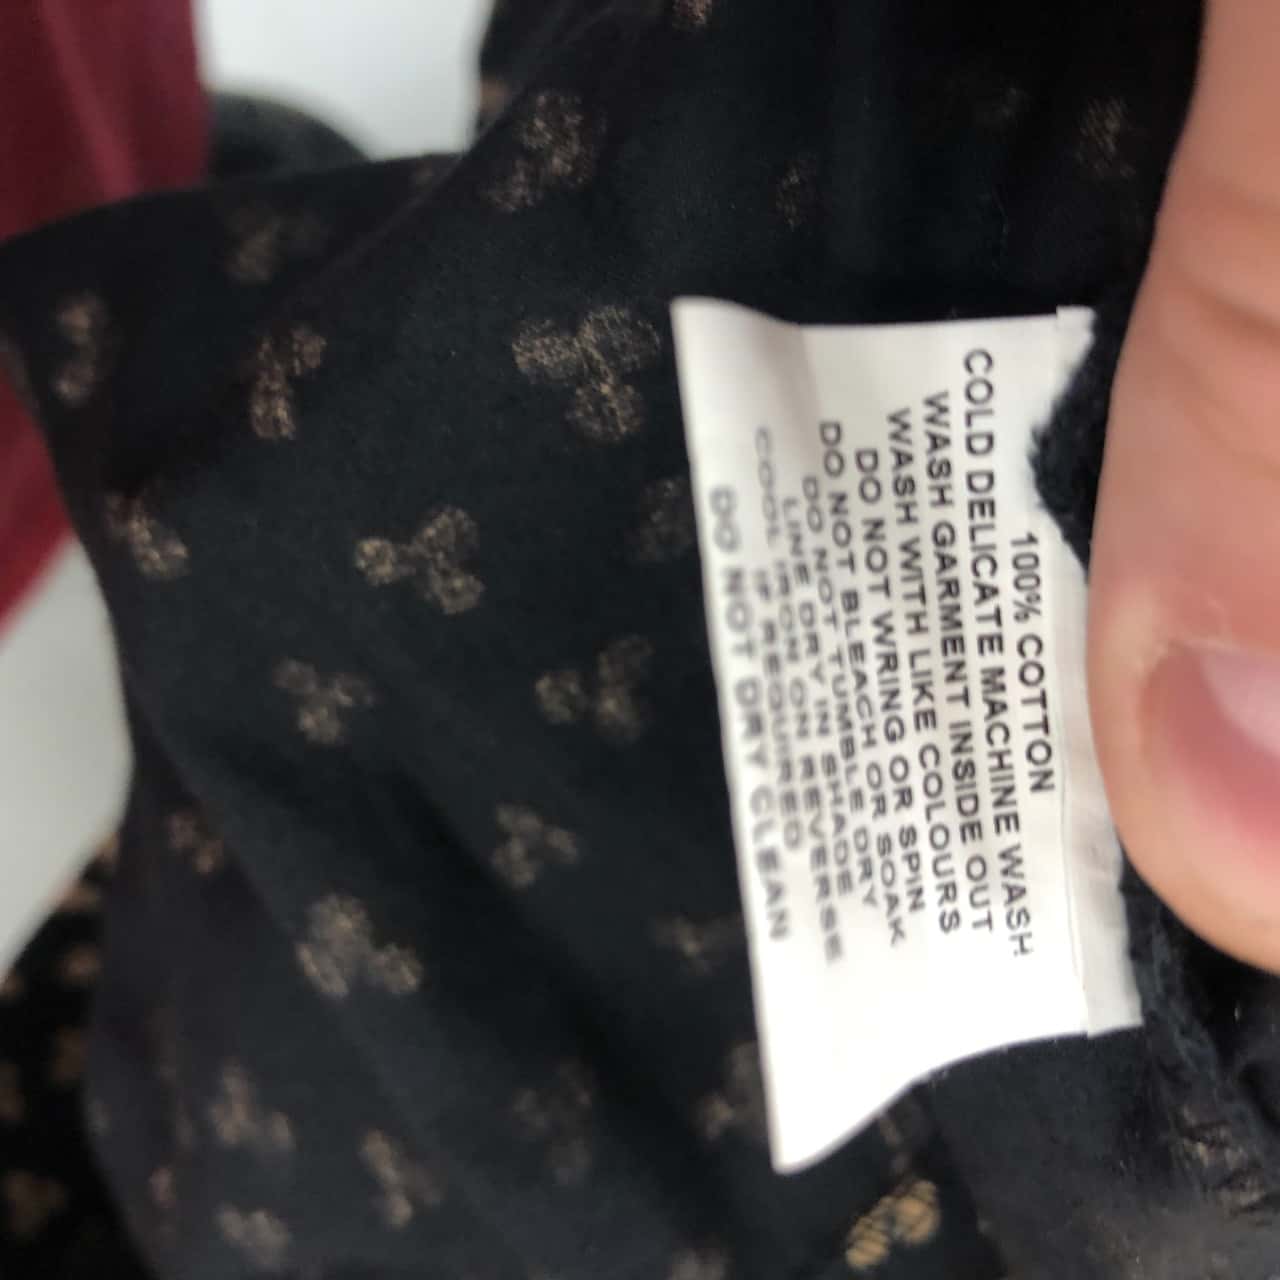 100% COTTON
COLD DELICATE MACHINE WASH
WASH GARMENT INSIDE OUT
WASH WITH LIKE COLOURS
DO NOT WRING OR SPIN
DO NOT BLEACH OR SOAK
DO NOT TUMBLE DRY
LINE DRY IN SHADE
COOL IRON ON REVERSE
IF REQUIRED
DO NOT DRY CLEAN